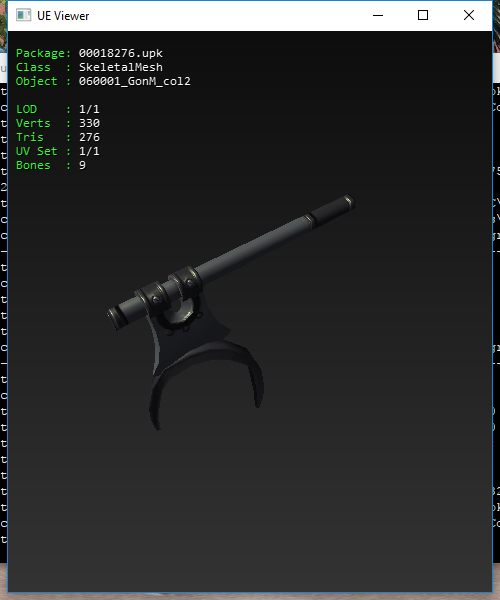 UE Viewer
Package: 00018276.upk
Class  : SkeletalMesh
Object : 060001_GonM_col2
LOD    : 1/1
Verts  : 330
Tris   : 276
UV Set : 1/1
Bones  : 9